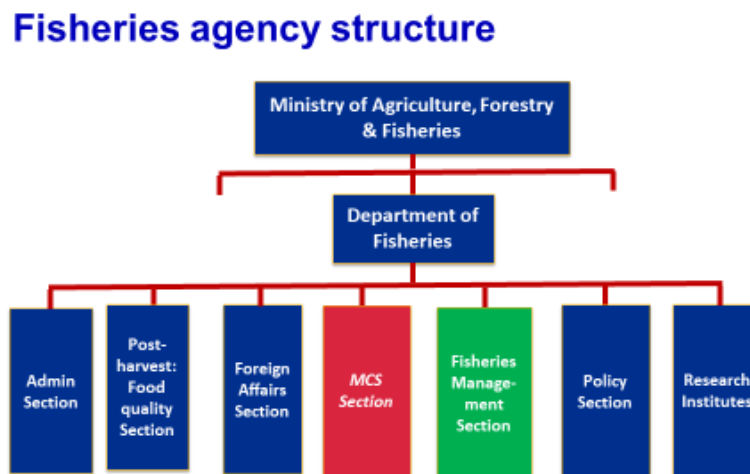 Fisheries agency structure
Ministry of Agriculture, Forestry
& Fisheries
Department of
Fisheries
Admin
Section
Post-
harvest:
Food
quality
Section
Foreign
Affairs
Section
MCS
Section
Fisheries
Manage-
ment
Section
Policy
Section
Research
Institutes